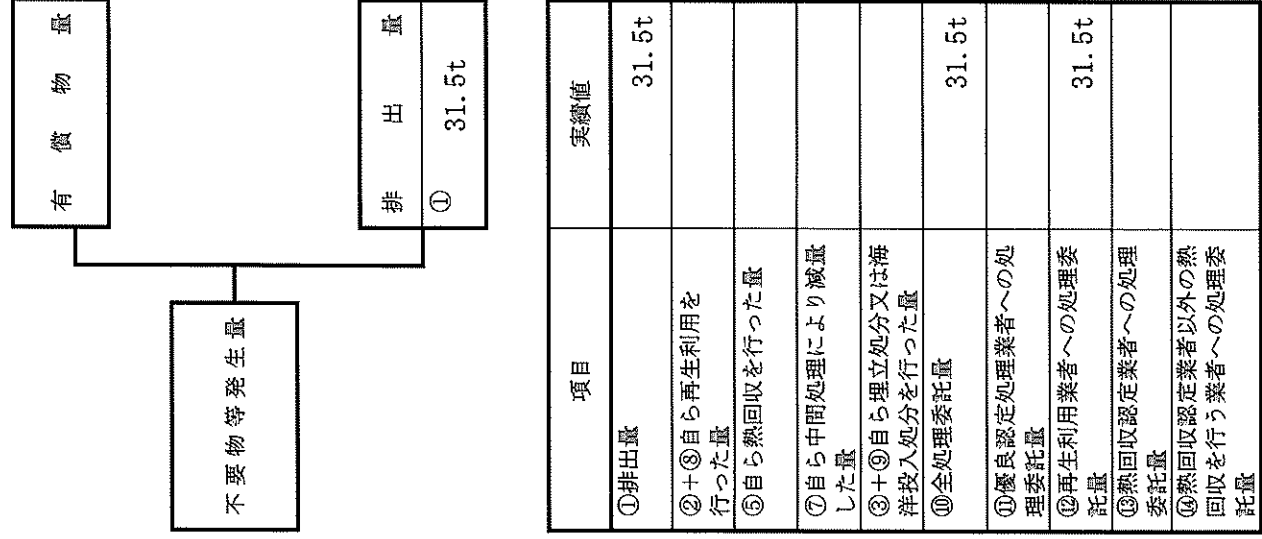 有償物量
不要物等発生量
排出量
① 31.5t
項目 実績値
①排出量 31.5t
②+⑧自ら再生利用を
行った量
⑤自ら熱回収を行った量
⑦自ら中間処理により減量
した量
③+⑨自ら埋立処分又は海
洋投入処分を行った量
⑩全処理委託量 31.5t
⑪優良認定処理業者への処
理委託量
⑫再生利用業者への処理委
託量 31.5t
⑬熱回収認定業者への処理
委託量
⑭熱回収認定業者以外の熱
回収を行う業者への処理委
託量